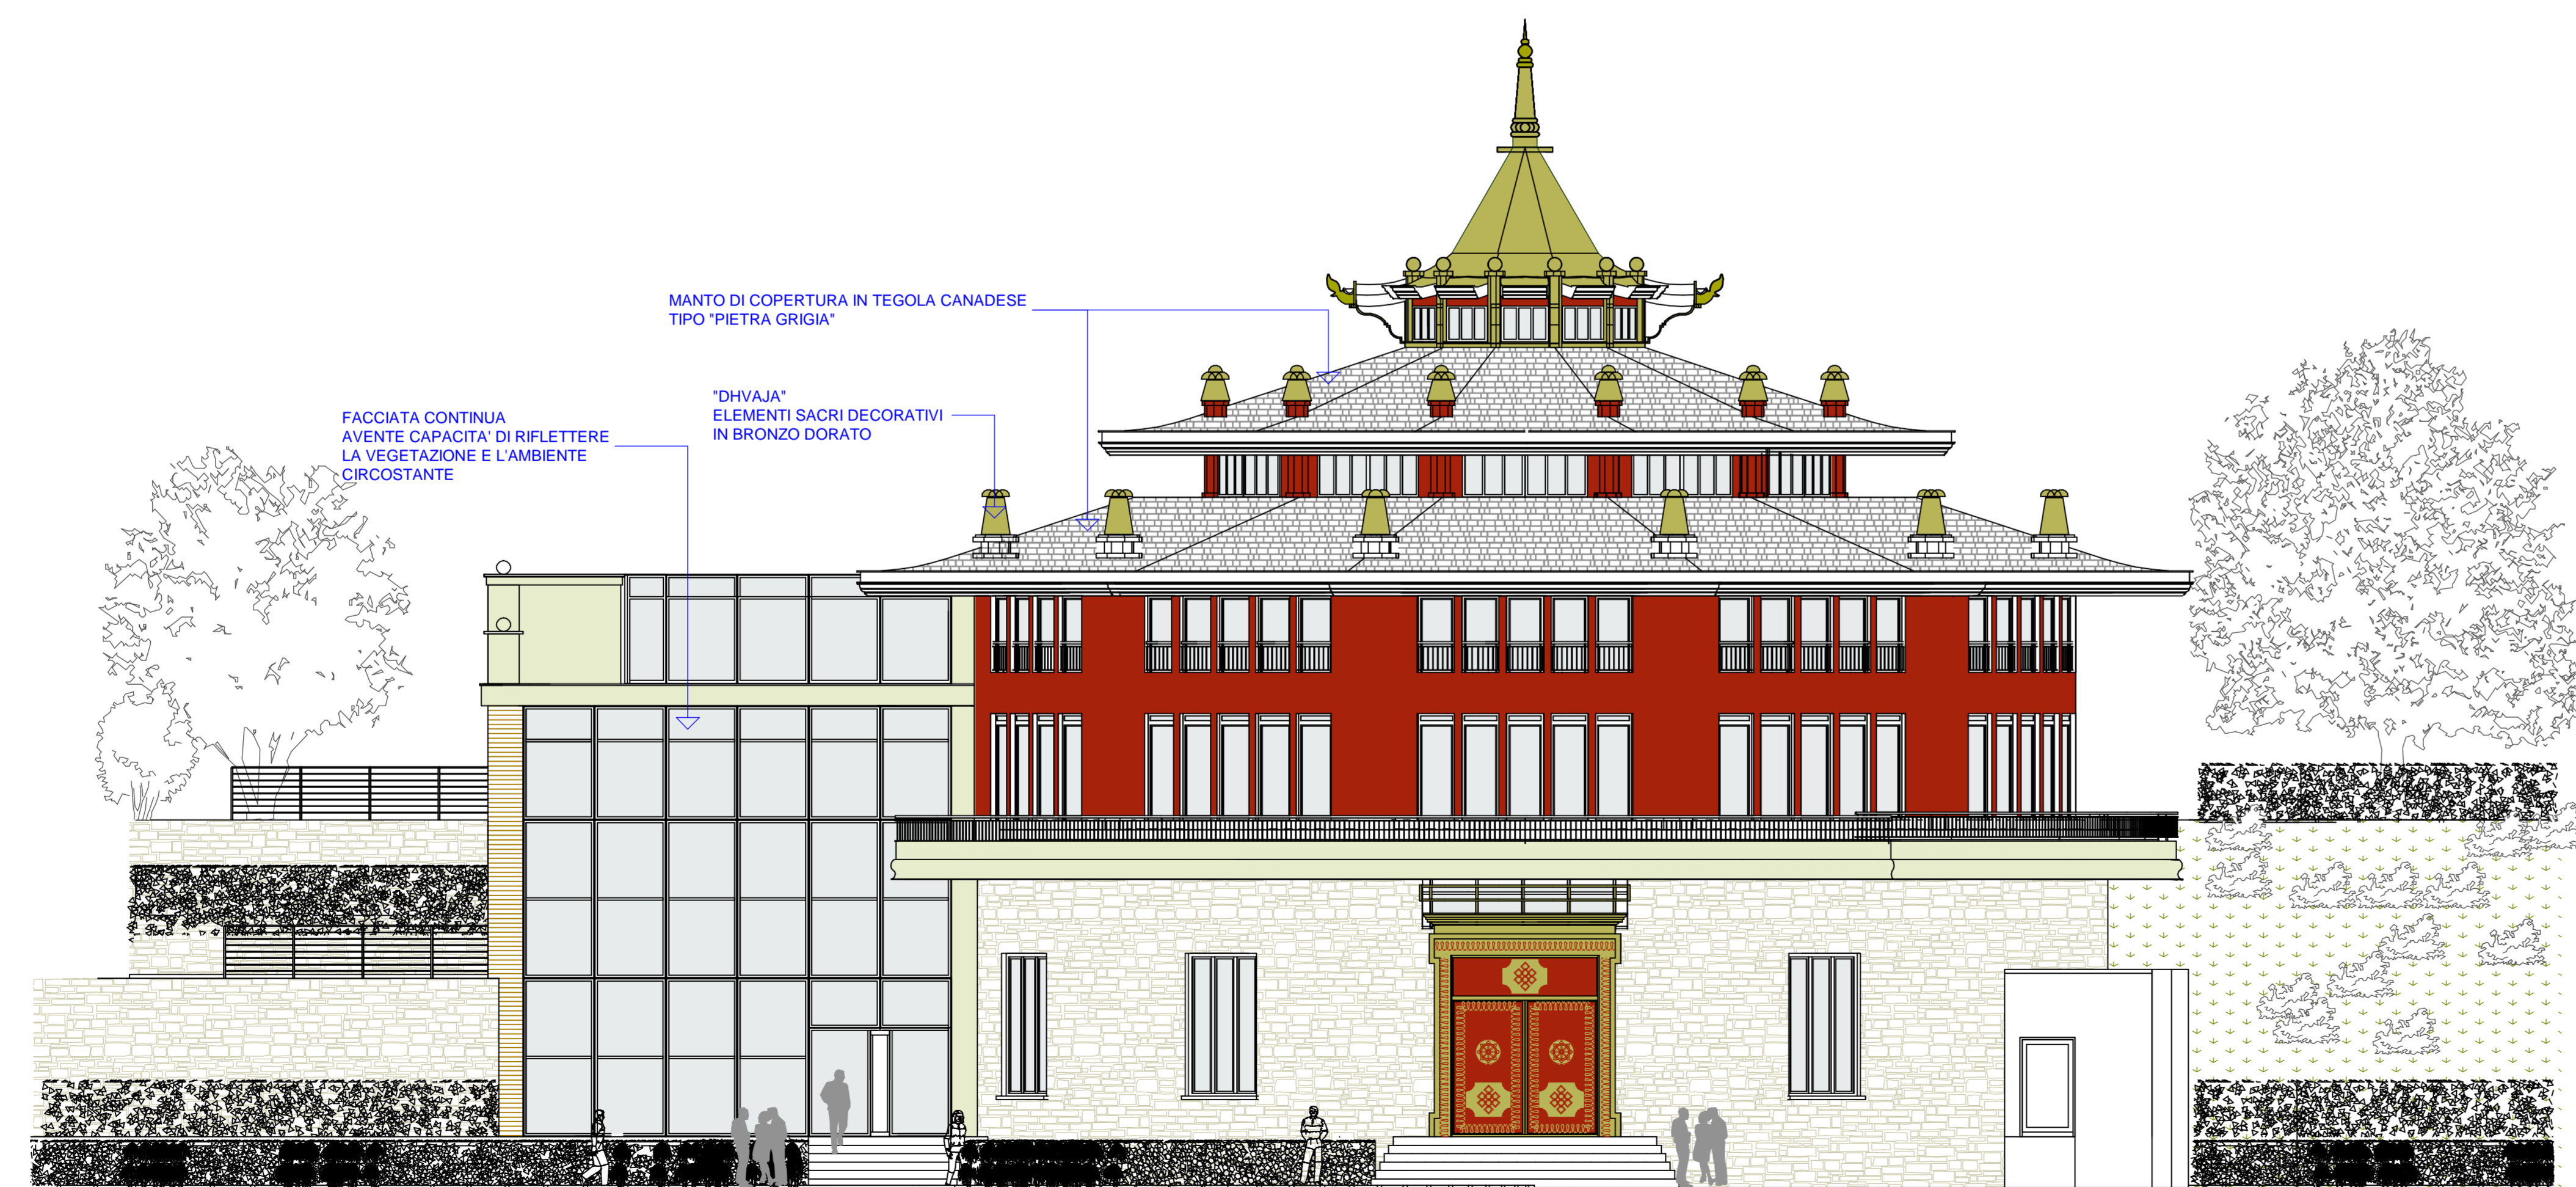 MANTO DI COPERTURA IN TEGOLA CANADESE
TIPO "PIETRA GRIGIA"
"DHVAJA"
ELEMENTI SACRI DECORATIVI
IN BRONZO DORATO
FACCIATA CONTINUA
AVENTE CAPACITA' DI RIFLETTERE
LA VEGETAZIONE E L'AMBIENTE
CIRCOSTANTE